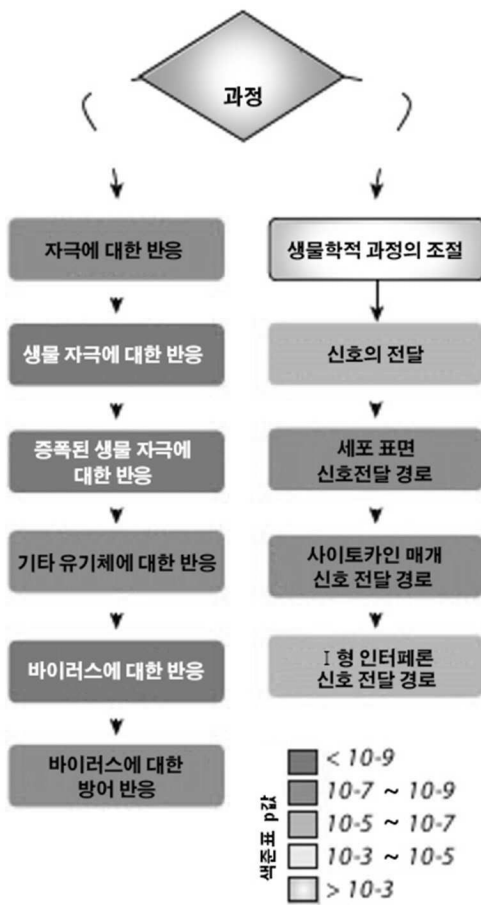 과정
자극에 대한 반응
생물 자극에 대한 반응
증폭된 생물 자극에
대한 반응
기타 유기체에 대한 반응
바이러스에 대한 반응
바이러스에 대한
방어 반응
생물학적 과정의 조절
신호의 전달
세포 표면
신호전달 경로
사이토카인 매개
신호 전달 경로
I 형 인터페론
신호 전달 경로
색준표 p값
< 10-9
10-7 ~ 10-9
10-5 ~ 10-7
10-3 ~ 10-5
> 10-3